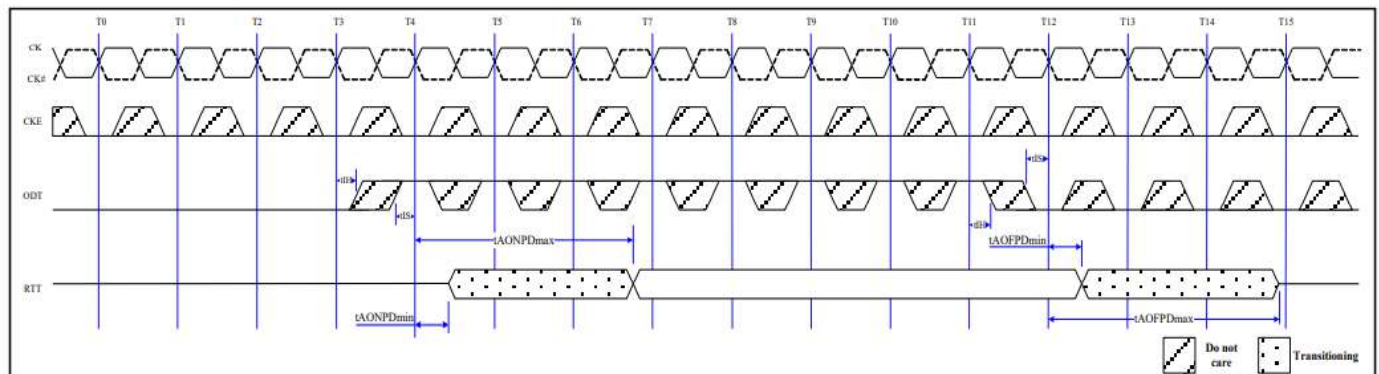 T0 T1 T2 T3 T4 T5 T6 T7 T8 T9 T10 T11 T12 T13 T14 T15
CK
CK#
CKE
tIS
ODT
tIH
tIS
tIH
tAONPDmax
tAOFPDmin
RTT
tAONPDmin
tAOFPDmax
Do not
care
Transitioning